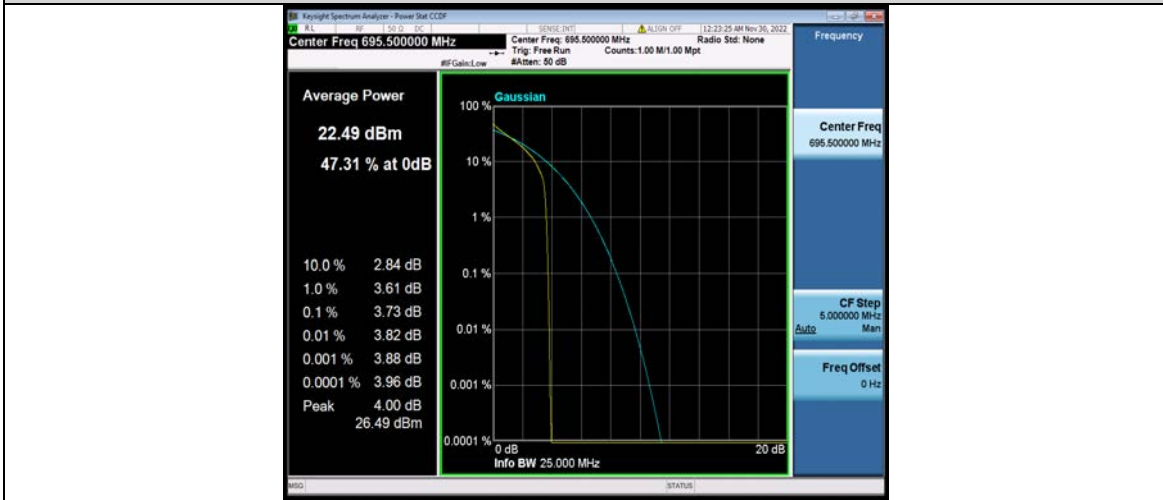 Keysight Spectrum Analyzer - Power Stat CCDF
RL RF 50 Ω DC SENSE:INT ALIGN OFF 12:23:25 AM Nov 30, 2022
Center Freq 695.500000 MHz
Center Freq: 695.500000 MHz Radio Std: None
Trig: Free Run Counts:1.00 M/1.00 Mpt
#IFGain:Low #Atten: 50 dB
Frequency
Average Power
22.49 dBm
47.31 % at 0dB
10.0 % 2.84 dB
1.0 % 3.61 dB
0.1 % 3.73 dB
0.01 % 3.82 dB
0.001 % 3.88 dB
0.0001 % 3.96 dB
Peak 4.00 dB
26.49 dBm
Gaussian
100 %
10 %
1 %
0.1 %
0.01 %
0.001 %
0.0001 %
0 dB 20 dB
Info BW 25.000 MHz
Center Freq
695.500000 MHz
CF Step
5.000000 MHz
Auto Man
Freq Offset
0 Hz
MSG STATUS